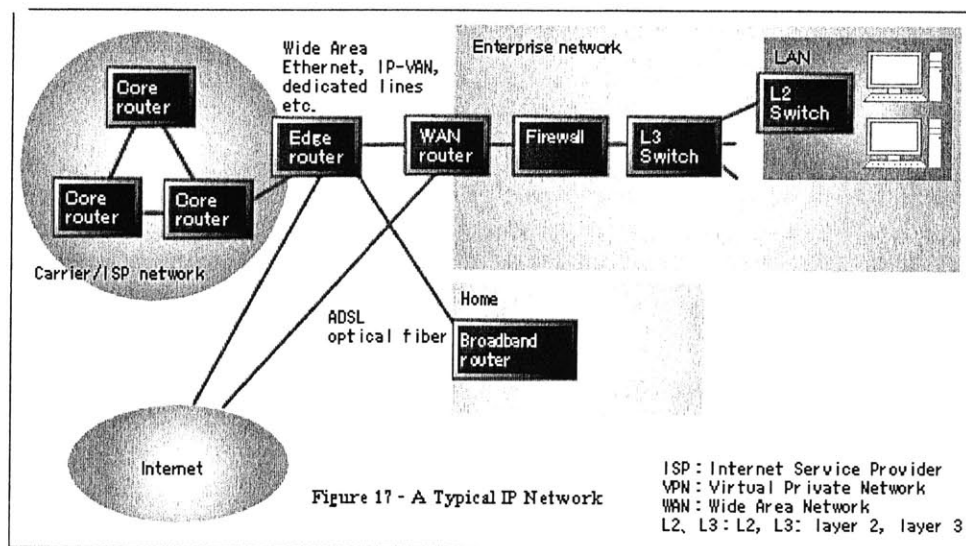 Wide Area
Ethernet, IP-VAN,
dedicated lines
etc.
Enterprise network
LAN
Core
router
Edge
router
WAN
router
Firewall
L3
Switch
L2
Switch
Core
router
Core
router
Carrier/ISP network
ADSL
optical fiber
Home
Broadband
router
Internet
Figure 17 - A Typical IP Network
ISP : Internet Service Provider
VPN : Virtual Private Network
WAN : Wide Area Network
L2、L3 : L2, L3: layer 2, layer 3